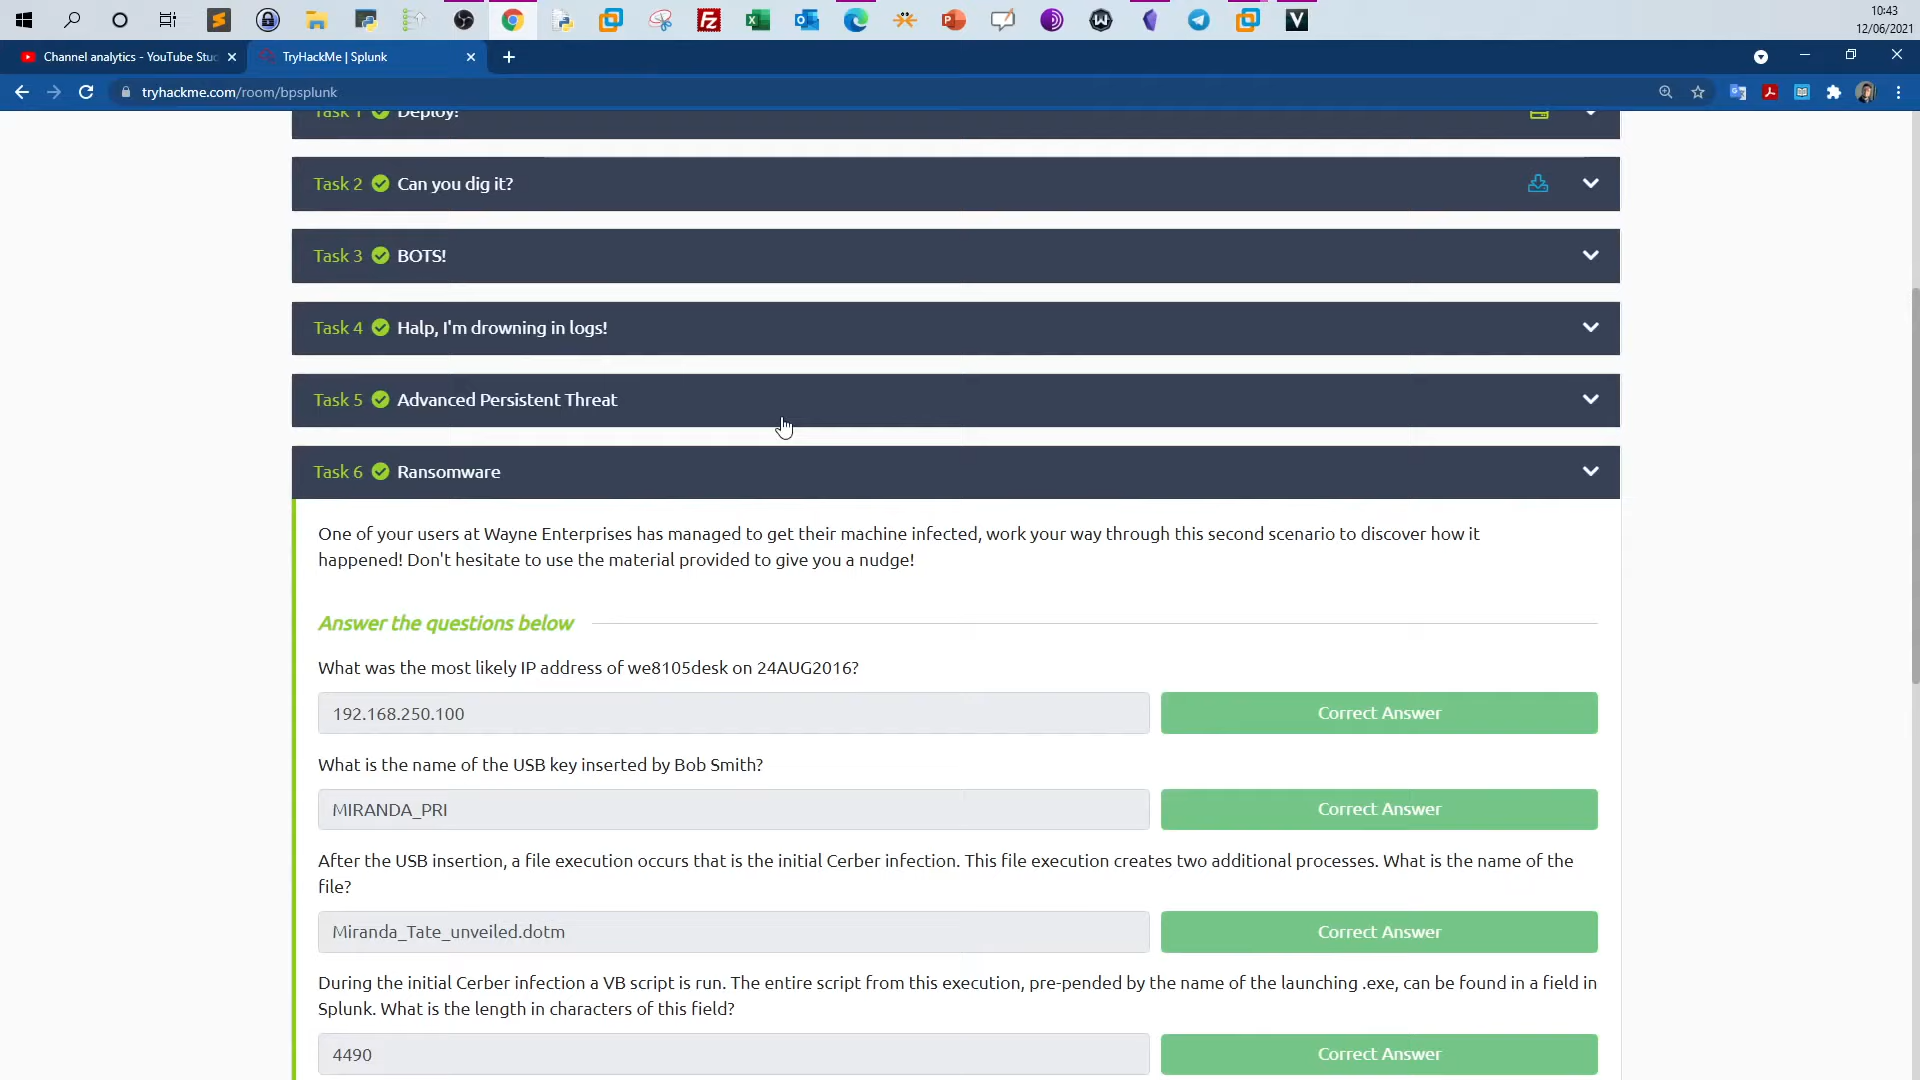 10:43
12/06/2021
Channel analytics - YouTube Stu
TryHackMe | Splunk
tryhackme.com/room/bpsplunk
Task 1 Deploy!
Task 2 Can you dig it?
Task 3 BOTS!
Task 4 Halp, I'm drowning in logs!
Task 5 Advanced Persistent Threat
Task 6 Ransomware
One of your users at Wayne Enterprises has managed to get their machine infected, work your way through this second scenario to discover how it
happened! Don't hesitate to use the material provided to give you a nudge!
Answer the questions below
What was the most likely IP address of we8105desk on 24AUG2016?
192.168.250.100 Correct Answer
What is the name of the USB key inserted by Bob Smith?
MIRANDA_PRI Correct Answer
After the USB insertion, a file execution occurs that is the initial Cerber infection. This file execution creates two additional processes. What is the name of the
file?
Miranda_Tate_unveiled.dotm Correct Answer
During the initial Cerber infection a VB script is run. The entire script from this execution, pre-pended by the name of the launching .exe, can be found in a field in
Splunk. What is the length in characters of this field?
4490 Correct Answer